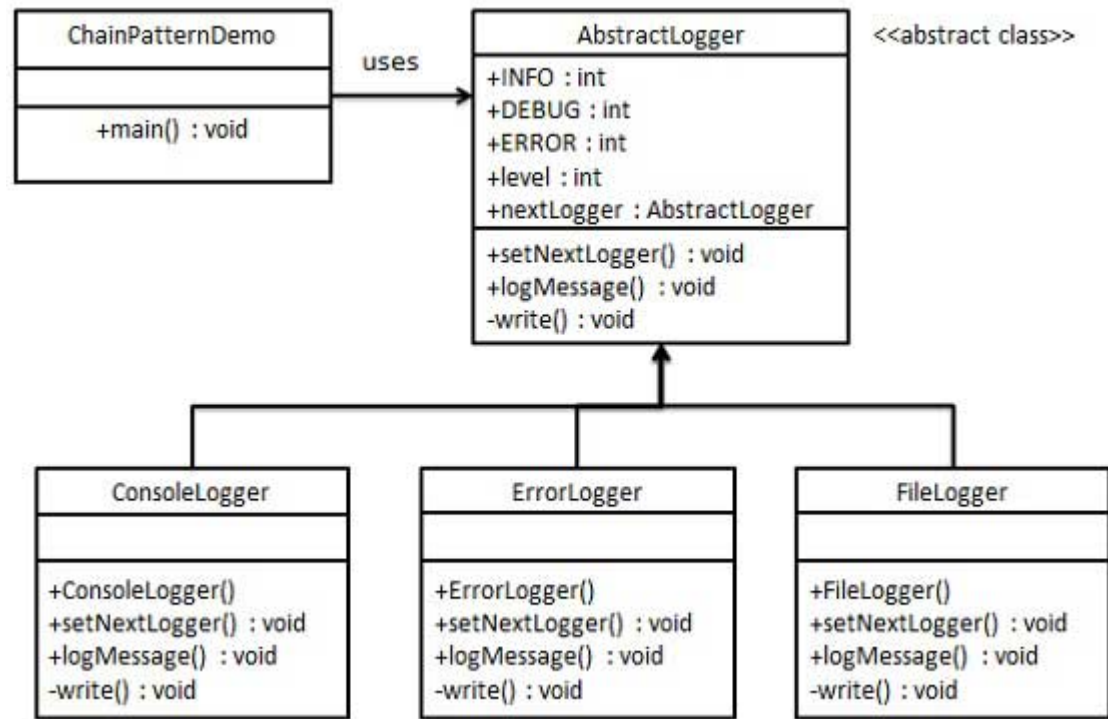 ChainPatternDemo
+main() : void
uses
AbstractLogger
<<abstract class>>
+INFO : int
+DEBUG : int
+ERROR : int
+level : int
+nextLogger : AbstractLogger
+setNextLogger() : void
+logMessage() : void
-write() : void
ConsoleLogger
+ConsoleLogger()
+setNextLogger() : void
+logMessage() : void
-write() : void
ErrorLogger
+ErrorLogger()
+setNextLogger() : void
+logMessage() : void
-write() : void
FileLogger
+FileLogger()
+setNextLogger() : void
+logMessage() : void
-write() : void